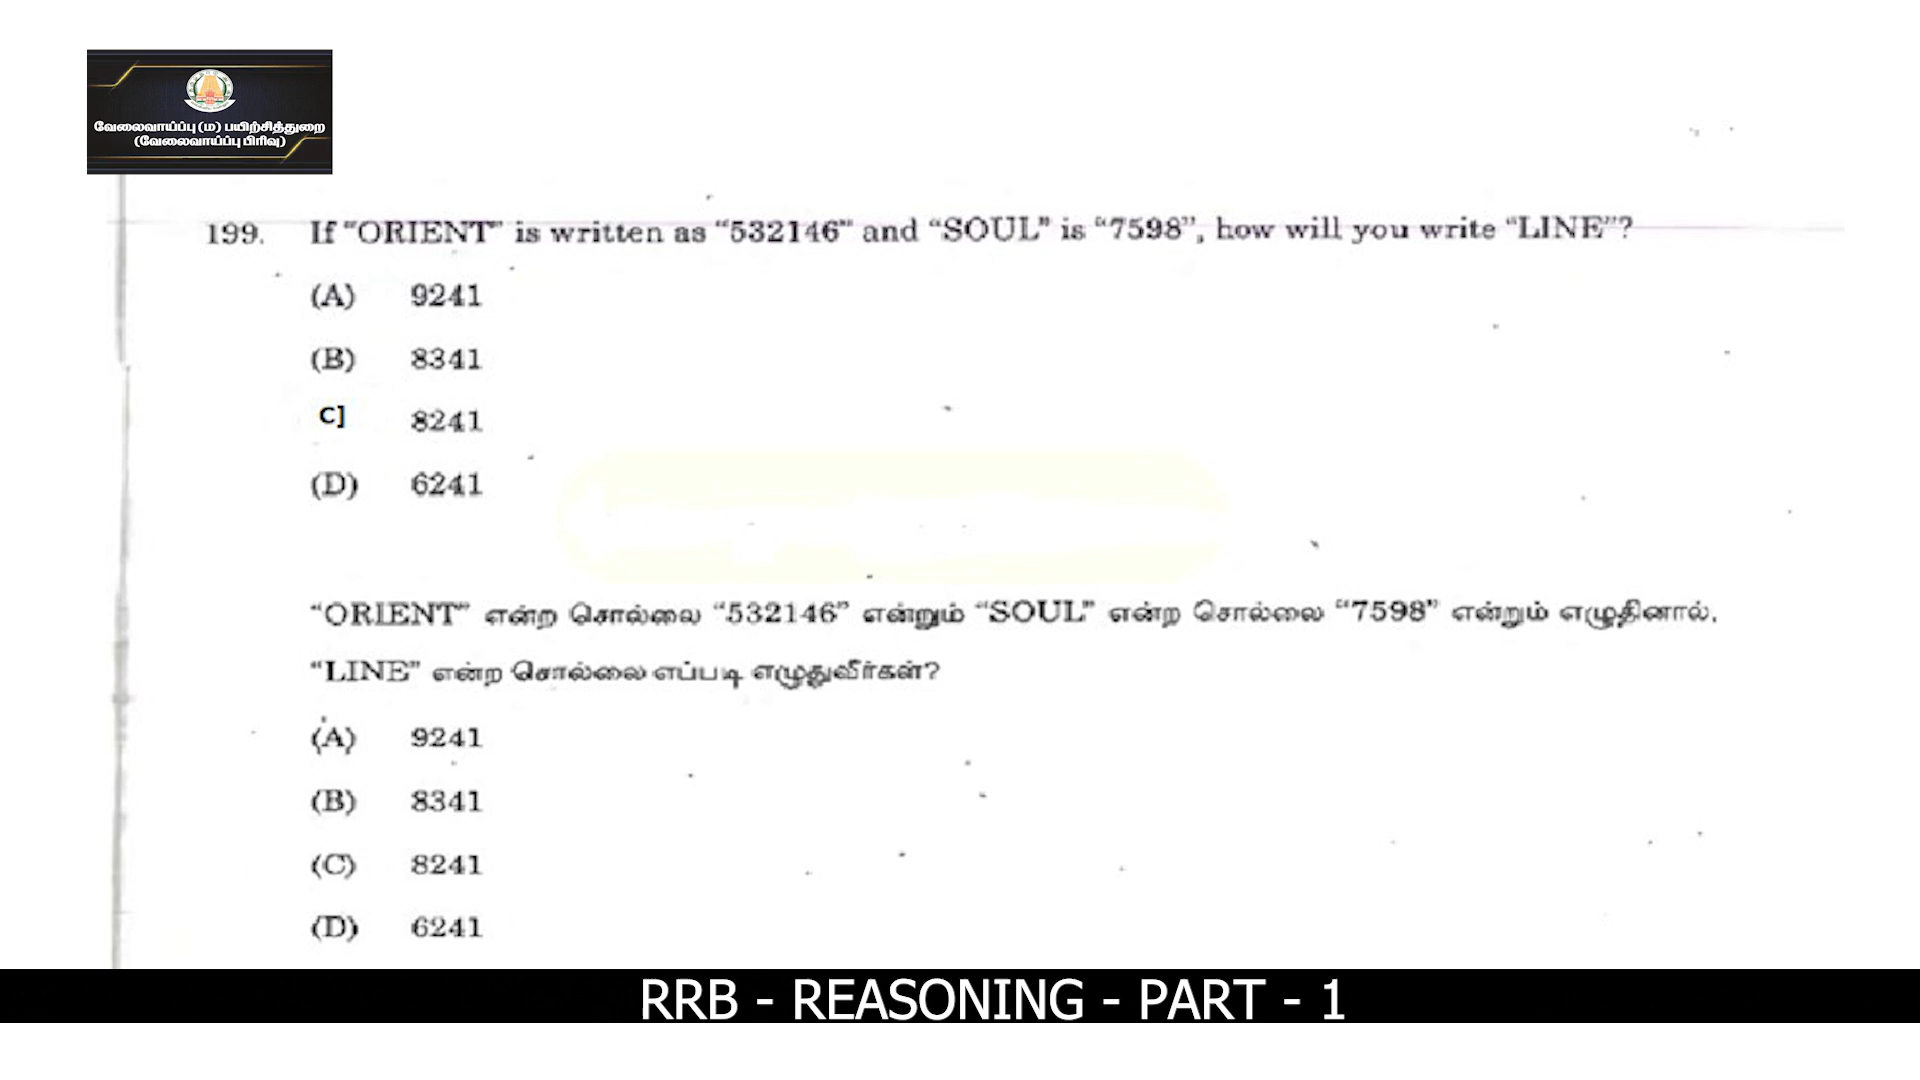 வேலைவாய்ப்பு (ம) பயிற்சித்துறை
(வேலைவாய்ப்பு பிரிவு)
199. If “ORIENT” is written as “532146” and “SOUL” is “7598”, how will you write “LINE”?
(A) 9241
(B) 8341
C] 8241
(D) 6241
“ORIENT” என்ற சொல்லை “532146” என்றும் “SOUL” என்ற சொல்லை “7598” என்றும் எழுதினால்,
“LINE” என்ற சொல்லை எப்படி எழுதுவீர்கள்?
(A) 9241
(B) 8341
(C) 8241
(D) 6241
RRB - REASONING - PART - 1